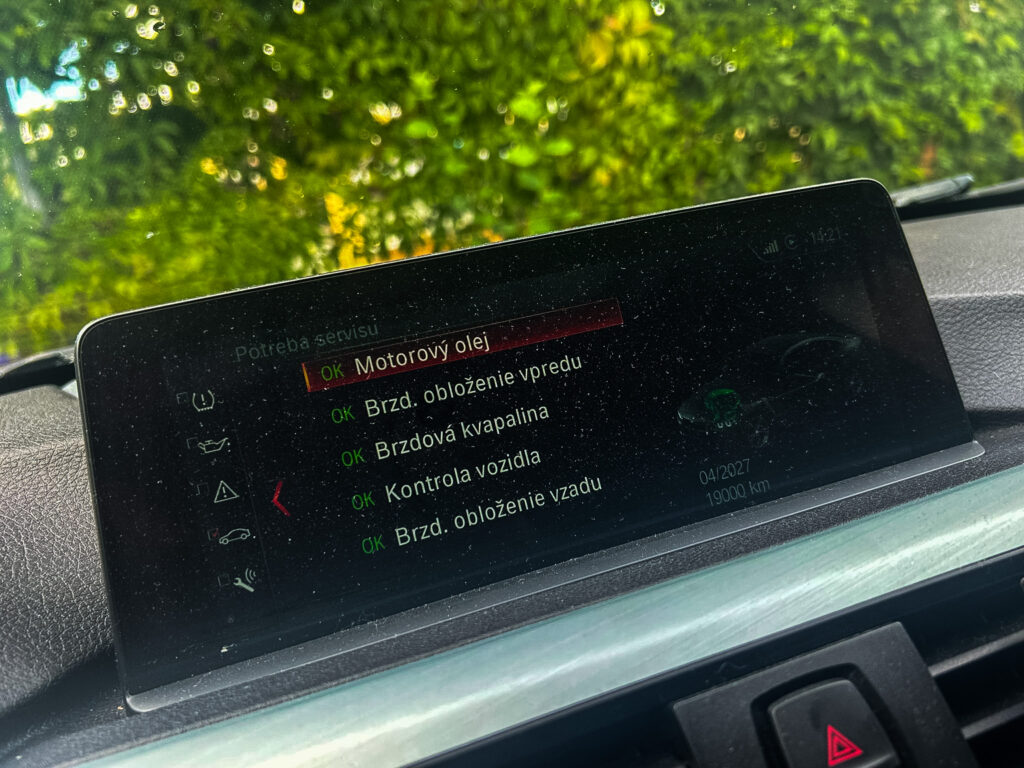 14:21
Potreba servisu
OK Motorový olej
OK Brzd. obloženie vpredu
OK Brzdová kvapalina
OK Kontrola vozidla
OK Brzd. obloženie vzadu
04/2027
19000 km